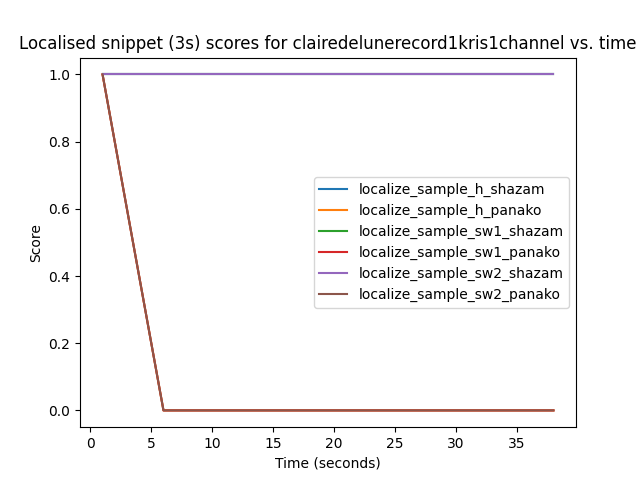 Localised snippet (3s) scores for clairedelunerecord1kris1channel vs. time
1.0
0.8
0.6
0.4
0.2
0.0
Score
localize_sample_h_shazam
localize_sample_h_panako
localize_sample_sw1_shazam
localize_sample_sw1_panako
localize_sample_sw2_shazam
localize_sample_sw2_panako
0 5 10 15 20 25 30 35
Time (seconds)